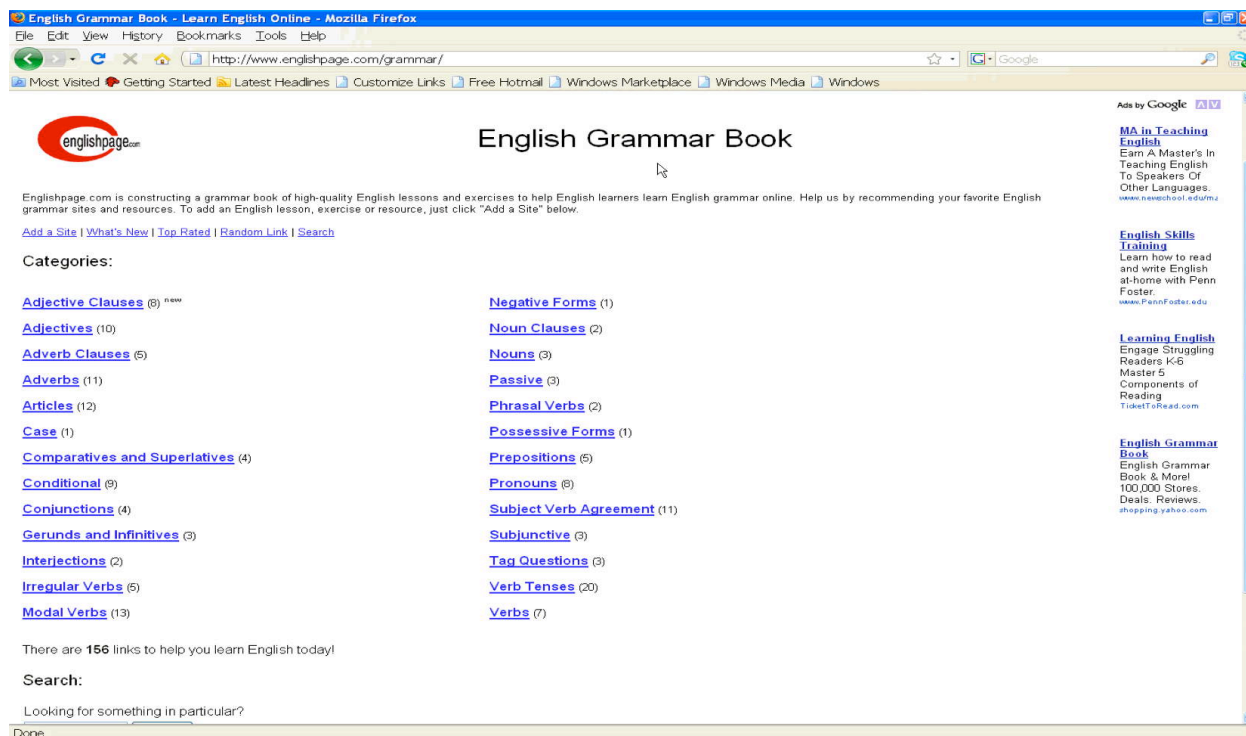 English Grammar Book - Learn English Online - Mozilla Firefox
File Edit View History Bookmarks Tools Help
http://www.englishpage.com/grammar/
G Google
Most Visited Getting Started Latest Headlines Customize Links Free Hotmail Windows Marketplace Windows Media Windows
englishpage.com
English Grammar Book
Englishpage.com is constructing a grammar book of high-quality English lessons and exercises to help English learners learn English grammar online. Help us by recommending your favorite English
grammar sites and resources. To add an English lesson, exercise or resource, just click "Add a Site" below.
Add a Site | What's New | Top Rated | Random Link | Search
Categories:
Adjective Clauses (8) new
Adjectives (10)
Adverb Clauses (5)
Adverbs (11)
Articles (12)
Case (1)
Comparatives and Superlatives (4)
Conditional (9)
Conjunctions (4)
Gerunds and Infinitives (3)
Interjections (2)
Irregular Verbs (5)
Modal Verbs (13)
Negative Forms (1)
Noun Clauses (2)
Nouns (3)
Passive (3)
Phrasal Verbs (2)
Possessive Forms (1)
Prepositions (5)
Pronouns (8)
Subject Verb Agreement (11)
Subjunctive (3)
Tag Questions (3)
Verb Tenses (20)
Verbs (7)
There are 156 links to help you learn English today!
Search:
Looking for something in particular?
Ads by Google
MA in Teaching
English
Earn A Master's In
Teaching English
To Speakers Of
Other Languages.
www.newschool.edu/ma
English Skills
Training
Learn how to read
and write English
at-home with Penn
Foster.
www.PennFoster.edu
Learning English
Engage Struggling
Readers K-6
Master 5
Components of
Reading
TicketToRead.com
English Grammar
Book
English Grammar
Book & More!
100,000 Stores.
Deals. Reviews.
shopping.yahoo.com
Done